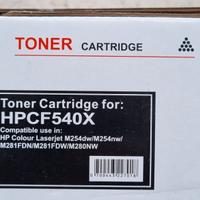 TONER CARTRIDGE
Toner Cartridge for:
HPCF540X
Compatible use in:
HP Colour Laserjet M254dw/M254nw/
M281FDN/M281FDW/M280NW